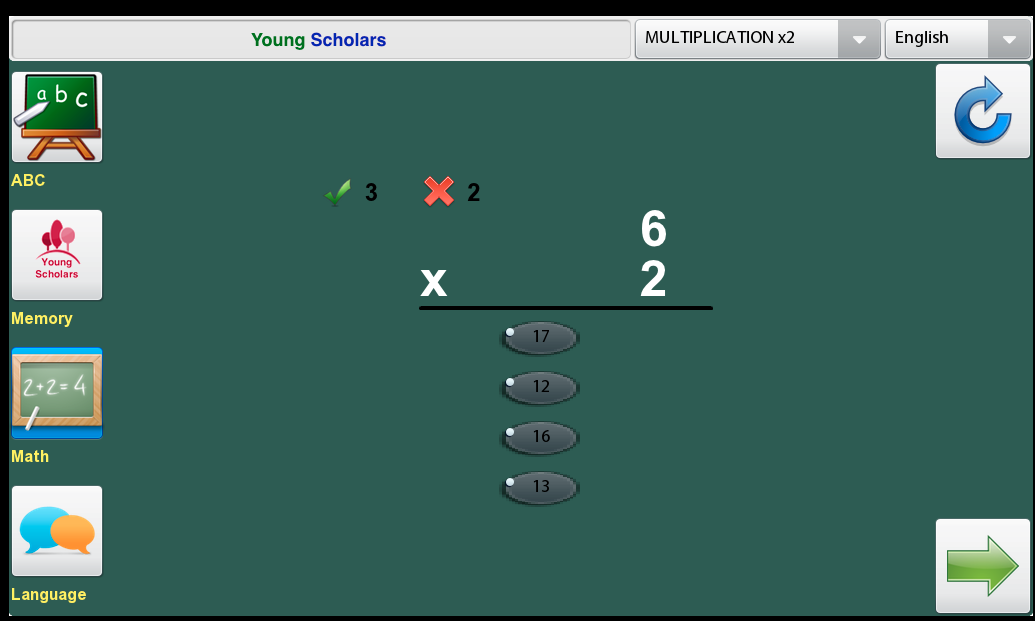 Young Scholars
MULTIPLICATION x2
English
a b c
ABC
3
2
6
x 2
Young
Scholars
Memory
17
12
2+2=4
16
Math
13
Language